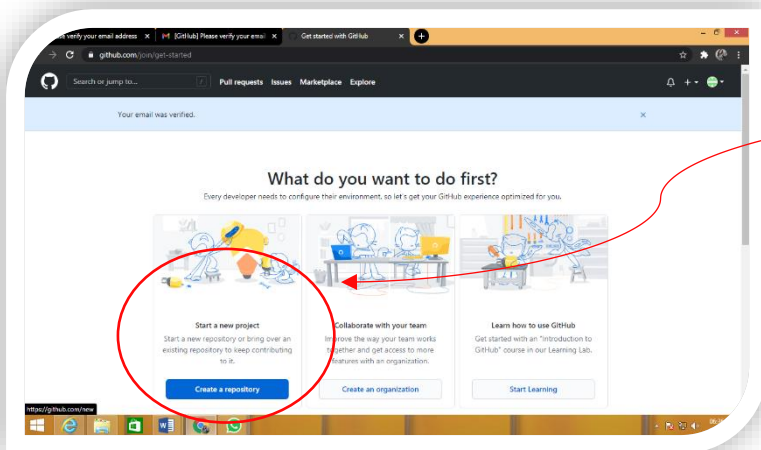 verify your email address
[GitHub] Please verify your email
Get started with GitHub
github.com/join/get-started
Search or jump to...
/
Pull requests Issues Marketplace Explore
Your email was verified.
What do you want to do first?
Every developer needs to configure their environment, so let's get your GitHub experience optimized for you.
Start a new project
Start a new repository or bring over an
existing repository to keep contributing
to it.
Create a repository
Collaborate with your team
Improve the way your team works
together and get access to more
features with an organization.
Create an organization
Learn how to use GitHub
Get started with an "Introduction to
GitHub" course in our Learning Lab.
Start Learning
https://github.com/new